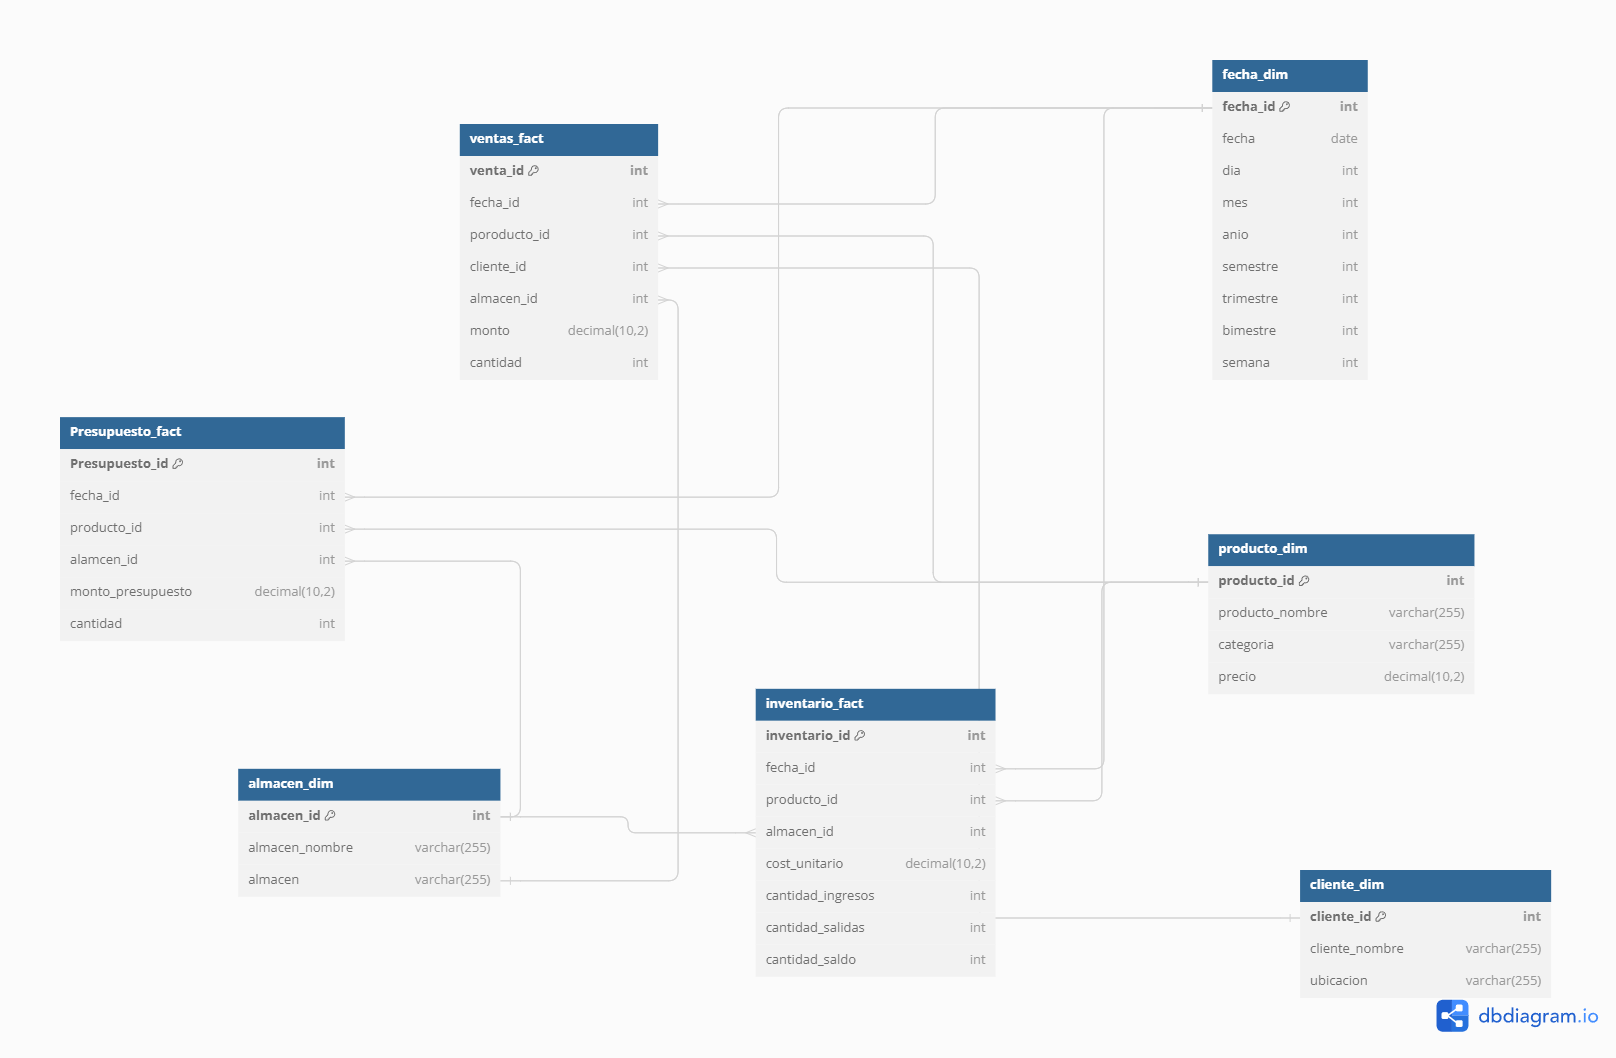 fecha_dim
fecha_id int
fecha date
dia int
mes int
anio int
semestre int
trimestre int
bimestre int
semana int
ventas_fact
venta_id int
fecha_id int
poroducto_id int
cliente_id int
almacen_id int
monto decimal(10,2)
cantidad int
Presupuesto_fact
Presupuesto_id int
fecha_id int
producto_id int
alamcen_id int
monto_presupuesto decimal(10,2)
cantidad int
producto_dim
producto_id int
producto_nombre varchar(255)
categoria varchar(255)
precio decimal(10,2)
inventario_fact
inventario_id int
fecha_id int
producto_id int
almacen_id int
cost_unitario decimal(10,2)
cantidad_ingresos int
cantidad_salidas int
cantidad_saldo int
almacen_dim
almacen_id int
almacen_nombre varchar(255)
almacen varchar(255)
cliente_dim
cliente_id int
cliente_nombre varchar(255)
ubicacion varchar(255)
dbdiagram.io